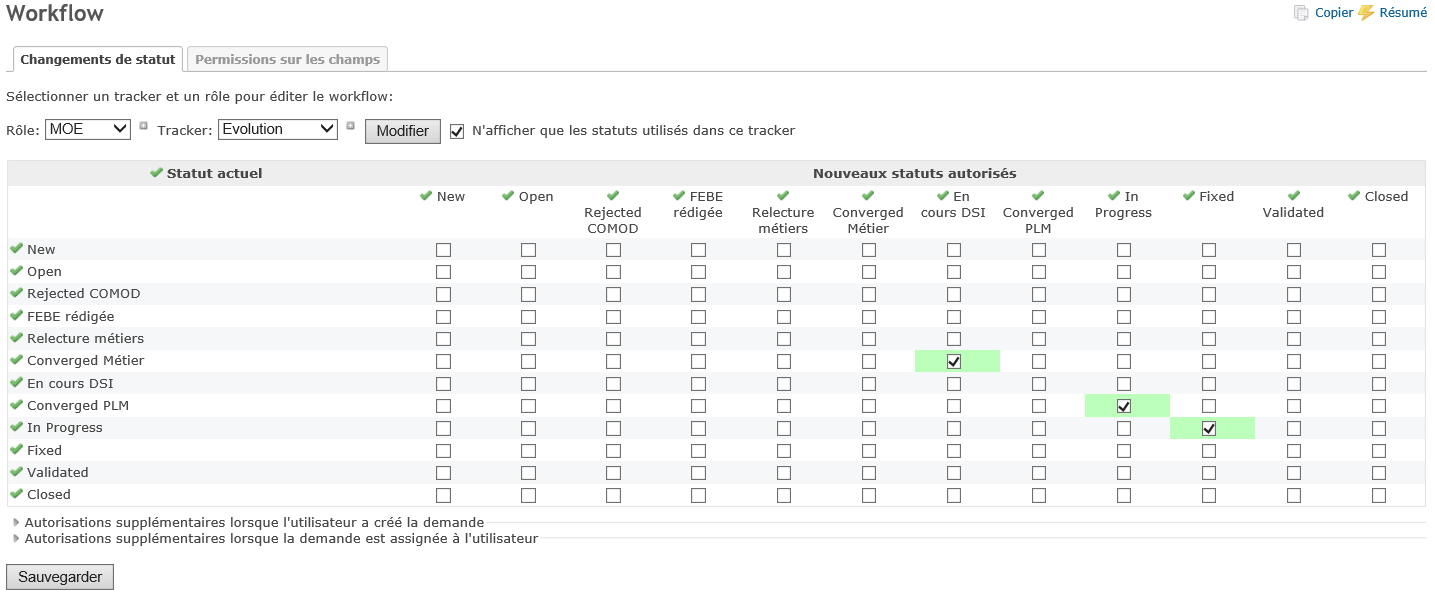 Workflow
Copier Résumé
Changements de statut Permissions sur les champs
Sélectionner un tracker et un rôle pour éditer le workflow:
Rôle: MOE Tracker: Evolution Modifier N'afficher que les statuts utilisés dans ce tracker
Statut actuel Nouveaux statuts autorisés
New Open Rejected COMOD FEBE rédigée Relecture métiers Converged Métier En cours DSI Converged PLM In Progress Fixed Validated Closed
New
Open
Rejected COMOD
FEBE rédigée
Relecture métiers
Converged Métier
En cours DSI
Converged PLM
In Progress
Fixed
Validated
Closed
Autorisations supplémentaires lorsque l'utilisateur a créé la demande
Autorisations supplémentaires lorsque la demande est assignée à l'utilisateur
Sauvegarder